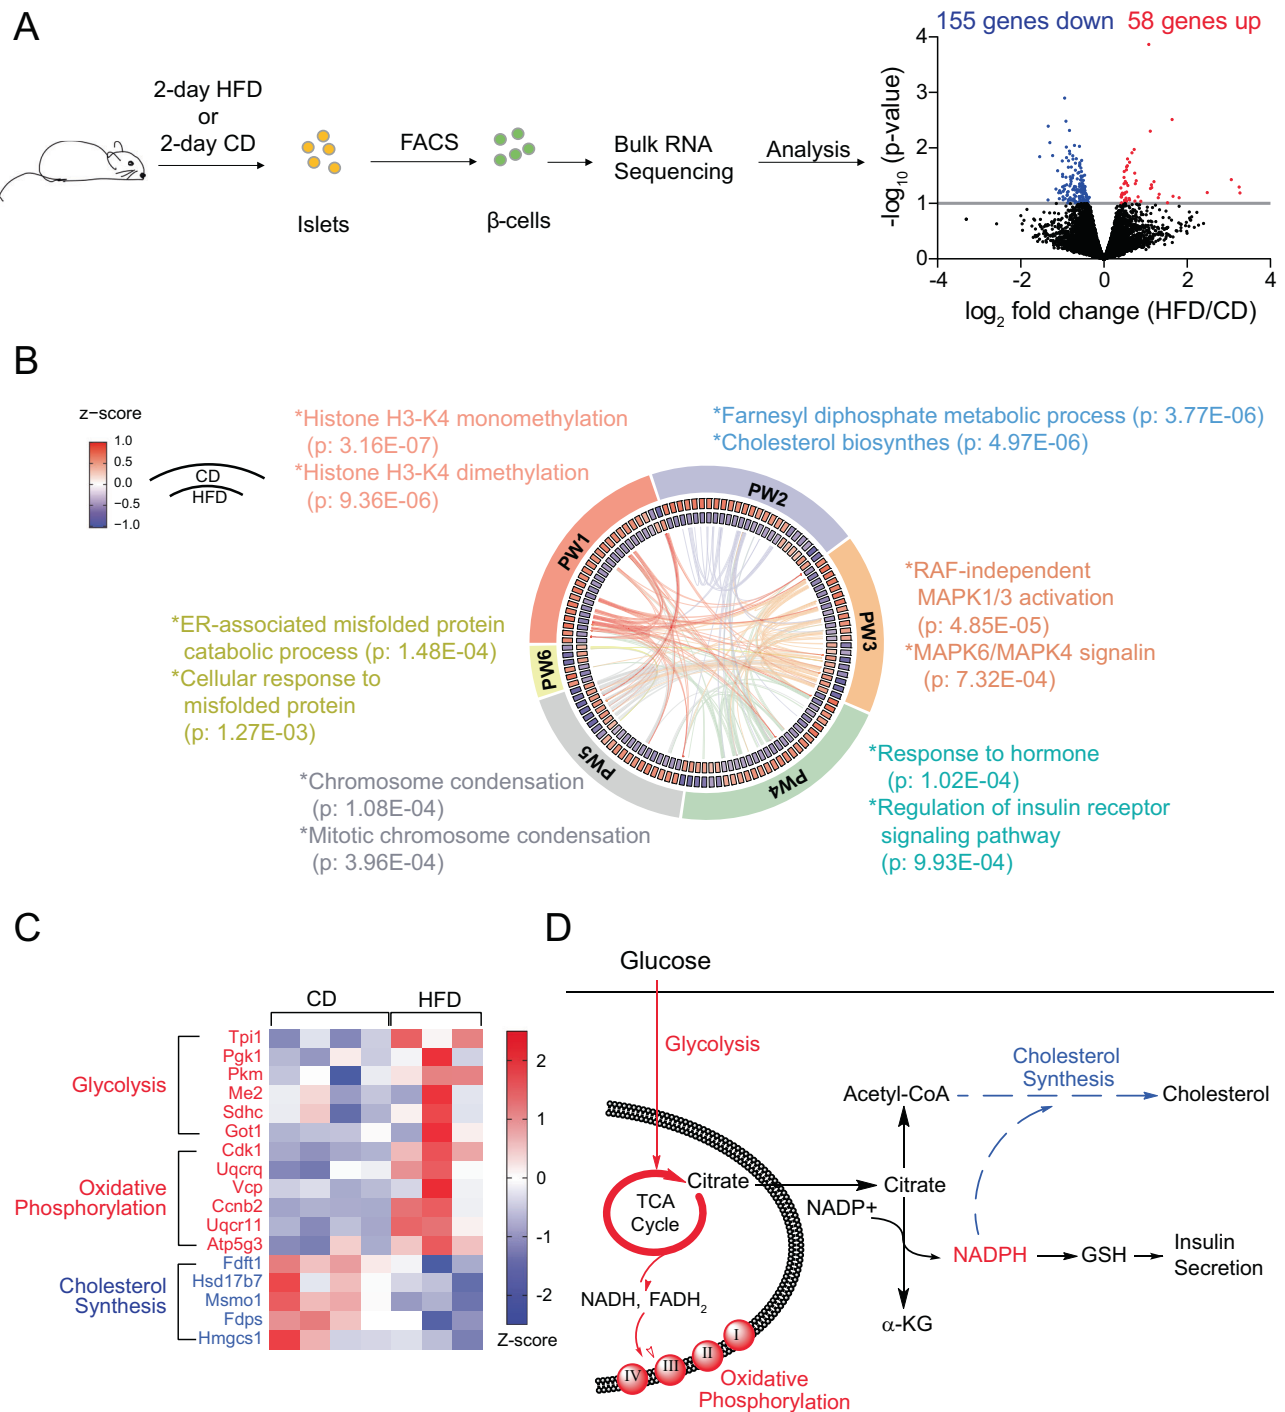 A
2-day HFD
or
2-day CD
Islets
FACS
β-cells
Bulk RNA
Sequencing
Analysis
155 genes down 58 genes up
-log10 (p-value)
4
3
2
1
0
-4
-2
0
2
4
log2 fold change (HFD/CD)
B
z−score
1.0
0.5
0.0
−0.5
−1.0
CD
HFD
*Histone H3-K4 monomethylation
(p: 3.16E-07)
*Histone H3-K4 dimethylation
(p: 9.36E-06)
*Farnesyl diphosphate metabolic process (p: 3.77E-06)
*Cholesterol biosynthes (p: 4.97E-06)
*RAF-independent
MAPK1/3 activation
(p: 4.85E-05)
*MAPK6/MAPK4 signalin
(p: 7.32E-04)
*ER-associated misfolded protein
catabolic process (p: 1.48E-04)
*Cellular response to
misfolded protein
(p: 1.27E-03)
*Response to hormone
(p: 1.02E-04)
*Regulation of insulin receptor
signaling pathway
(p: 9.93E-04)
*Chromosome condensation
(p: 1.08E-04)
*Mitotic chromosome condensation
(p: 3.96E-04)
PW1
PW2
PW3
PW4
PW5
PW6
C
CD
HFD
Glycolysis
Tpi1
Pgk1
Pkm
Me2
Sdhc
Got1
Oxidative
Phosphorylation
Cdk1
Uqcrq
Vcp
Ccnb2
Uqcr11
Atp5g3
Cholesterol
Synthesis
Fdft1
Hsd17b7
Msmo1
Fdps
Hmgcs1
2
1
0
-1
-2
Z-score
D
Glucose
Glycolysis
TCA
Cycle
Citrate
NADH, FADH2
I
II
III
IV
Oxidative
Phosphorylation
Acetyl-CoA
Cholesterol
Synthesis
Cholesterol
Citrate
NADP+
NADPH
GSH
Insulin
Secretion
α-KG